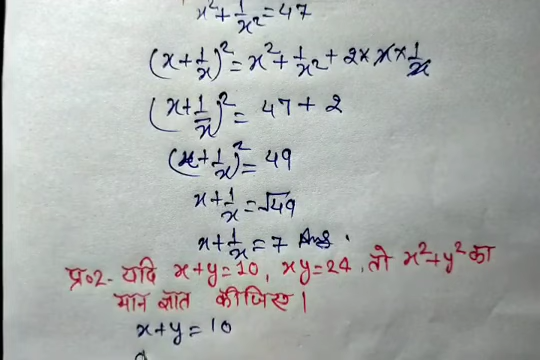 x²+1/x²=47
(x+1/x)²=x²+1/x²+2×x×1/x
(x+1/x)²=47+2
(x+1/x)²=49
x+1/x=√49
x+1/x=7 Ans.
प्र०2- यदि x+y=10, xy=24, तो x²+y² का
मान ज्ञात कीजिए।
x+y=10